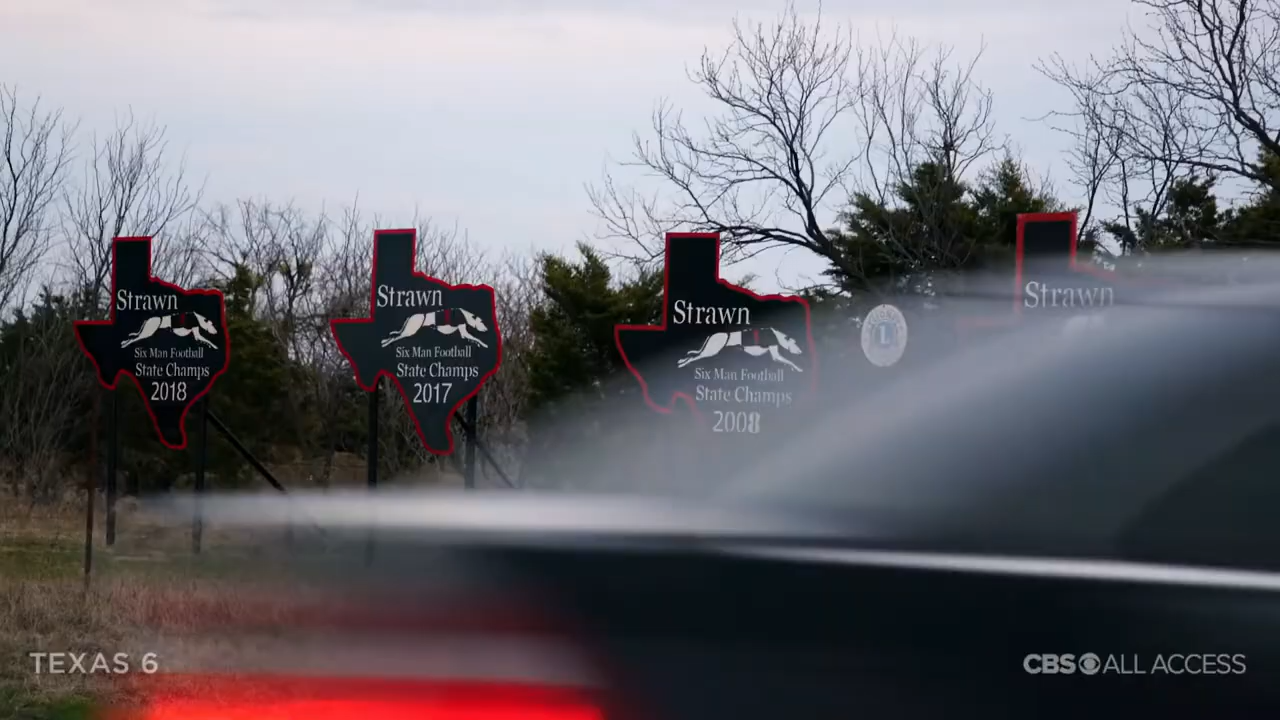 Strawn
Six Man Football
State Champs
2018
Strawn
Six Man Football
State Champs
2017
Strawn
Six Man Football
State Champs
2008
L
Strawn
TEXAS 6
CBS ALL ACCESS